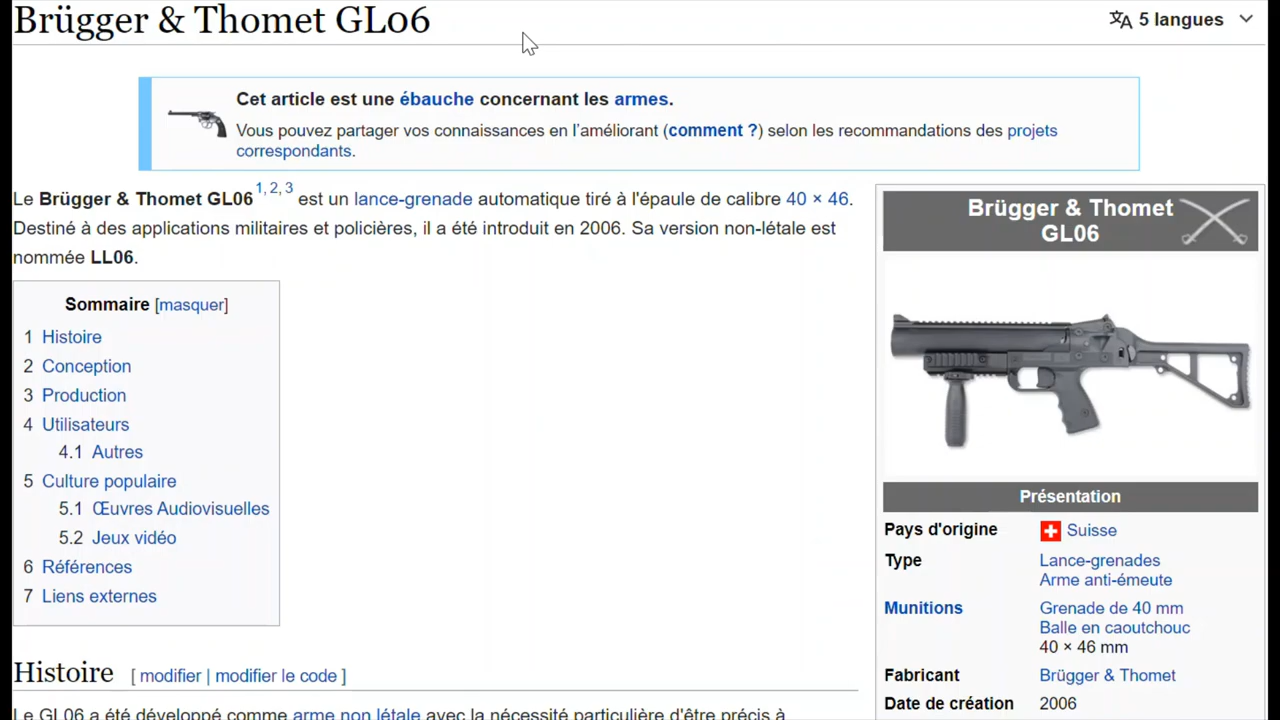 Brügger & Thomet GL06
5 langues
Cet article est une ébauche concernant les armes.
Vous pouvez partager vos connaissances en l’améliorant (comment ?) selon les recommandations des projets
correspondants.
Le Brügger & Thomet GL06 1, 2, 3 est un lance-grenade automatique tiré à l'épaule de calibre 40 × 46.
Destiné à des applications militaires et policières, il a été introduit en 2006. Sa version non-létale est
nommée LL06.
Sommaire [masquer]
1 Histoire
2 Conception
3 Production
4 Utilisateurs
4.1 Autres
5 Culture populaire
5.1 Œuvres Audiovisuelles
5.2 Jeux vidéo
6 Références
7 Liens externes
Histoire [ modifier | modifier le code ]
Le GL06 a été développé comme arme non létale avec la nécessité particulière d'être précis à
Brügger & Thomet
GL06
Présentation
Pays d'origine Suisse
Type Lance-grenades
Arme anti-émeute
Munitions Grenade de 40 mm
Balle en caoutchouc
40 × 46 mm
Fabricant Brügger & Thomet
Date de création 2006